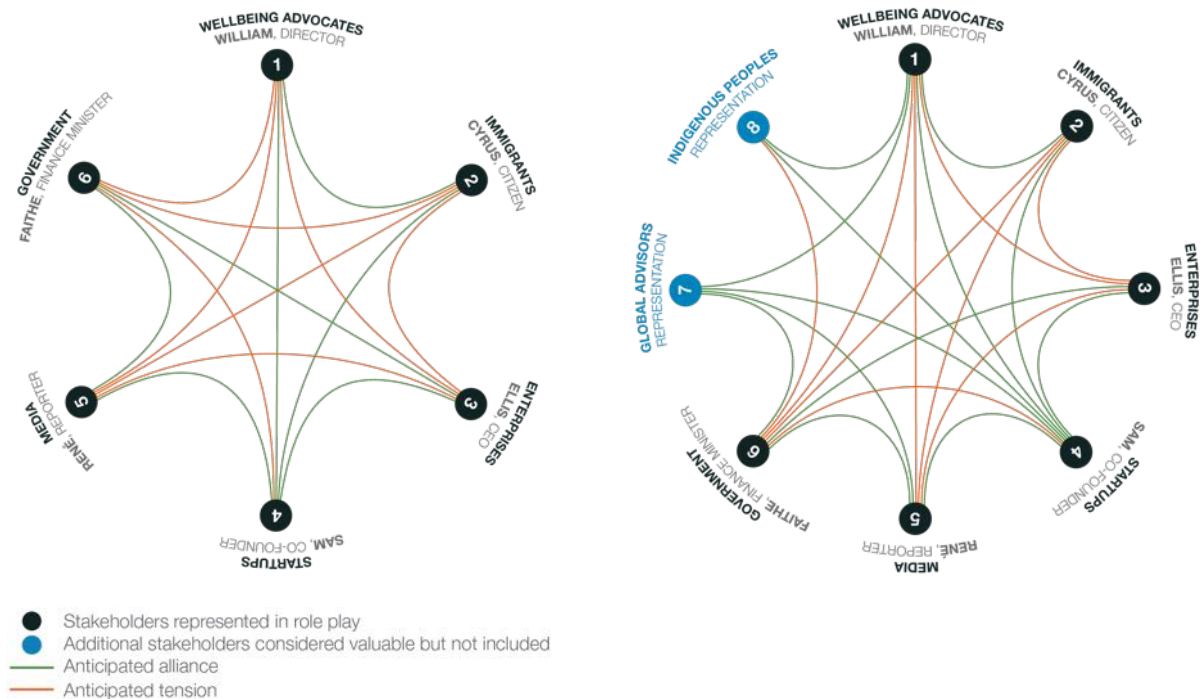 WELLBEING ADVOCATES
WILLIAM, DIRECTOR
1
IMMIGRANTS
CYRUS, CITIZEN
2
ENTERPRISES
ELLIS, CEO
3
STARTUPS
SAM, CO-FOUNDER
4
MEDIA
RENÉ, REPORTER
5
GOVERNMENT
FAITHE, FINANCE MINISTER
6
WELLBEING ADVOCATES
WILLIAM, DIRECTOR
1
IMMIGRANTS
CYRUS, CITIZEN
2
ENTERPRISES
ELLIS, CEO
3
STARTUPS
SAM, CO-FOUNDER
4
MEDIA
RENÉ, REPORTER
5
GOVERNMENT
FAITHE, FINANCE MINISTER
6
GLOBAL ADVISORS
REPRESENTATION
7
INDIGENOUS PEOPLES
REPRESENTATION
8
Stakeholders represented in role play
Additional stakeholders considered valuable but not included
Anticipated alliance
Anticipated tension